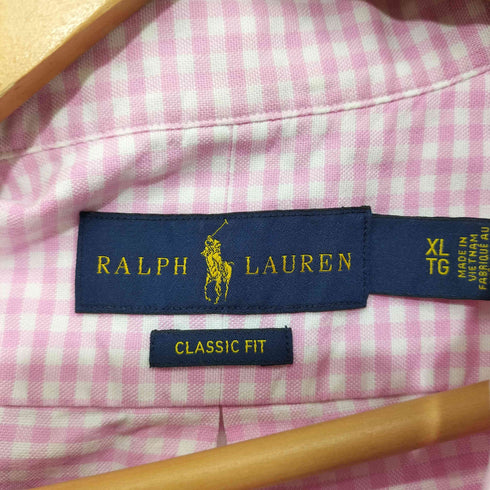 RALPH LAUREN
CLASSIC FIT
XL
TG
MADE IN
VIETNAM
FABRIQUÉ AU